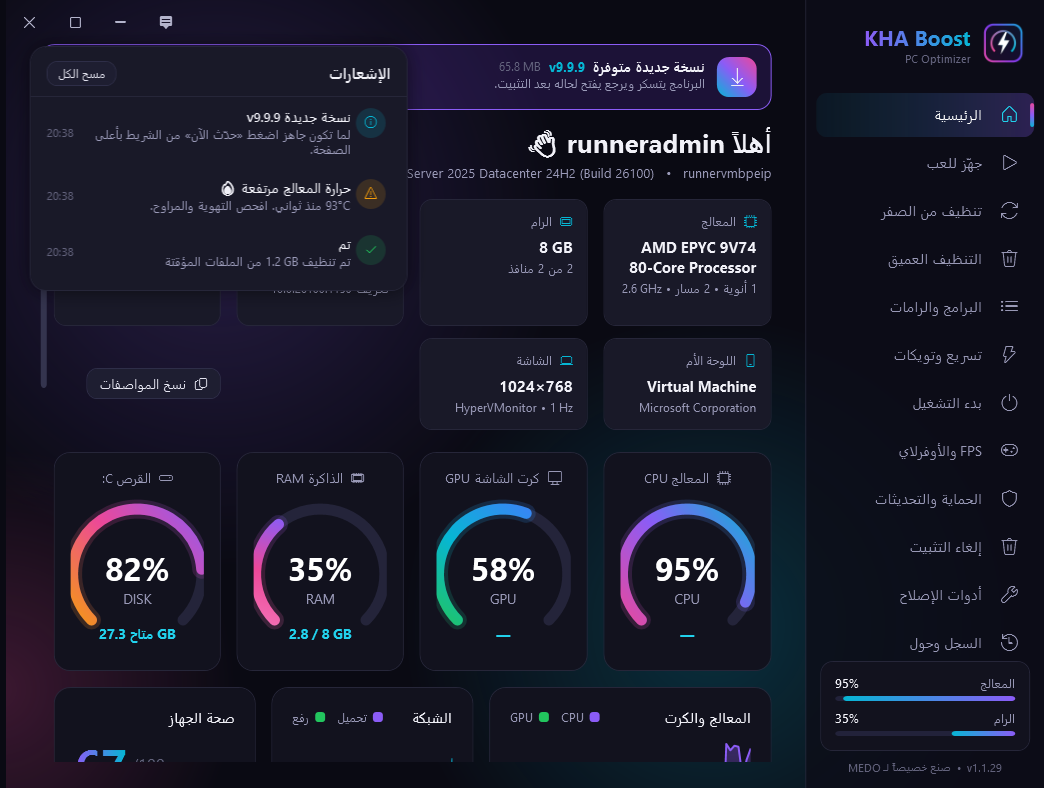 KHA Boost
PC Optimizer
الرئيسية
جهّز للعب
تنظيف من الصفر
التنظيف العميق
البرامج والرامات
تسريع وتويكات
بدء التشغيل
FPS والأوفرلاي
الحماية والتحديثات
إلغاء التثبيت
أدوات الإصلاح
السجل وحول
المعالج 95%
الرام 35%
v1.1.29 • صنع خصيصاً لـ MEDO
نسخة جديدة متوفرة v9.9.9 65.8 MB
البرنامج يتسكر ويرجع يفتح لحاله بعد التثبيت.
الإشعارات
مسح الكل
نسخة جديدة v9.9.9
لما تكون جاهز اضغط «حدّث الآن» من الشريط بأعلى
الصفحة.
20:38
حرارة المعالج مرتفعة
93°C منذ ثواني. افحص التهوية والمراوح.
20:38
تم
تم تنظيف 1.2 GB من الملفات المؤقتة
20:38
أهلاً runneradmin
runnervmbpeip • Server 2025 Datacenter 24H2 (Build 26100)
المعالج
AMD EPYC 9V74
80-Core Processor
1 أنوية • 2 مسار • 2.6 GHz
الرام
8 GB
2 من 2 منافذ
اللوحة الأم
Virtual Machine
Microsoft Corporation
الشاشة
1024×768
HyperVMonitor • 1 Hz
نسخ المواصفات
المعالج CPU
95%
CPU
—
كرت الشاشة GPU
58%
GPU
—
الذاكرة RAM
35%
RAM
2.8 / 8 GB
القرص C:
82%
DISK
27.3 متاح GB
المعالج والكرت
CPU
GPU
الشبكة
تحميل
رفع
صحة الجهاز